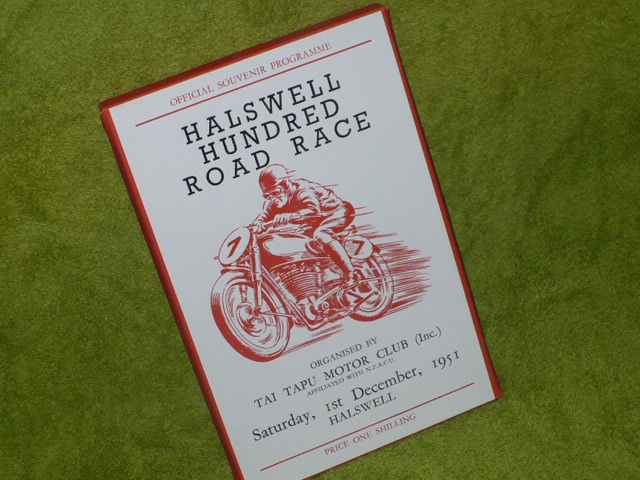 OFFICIAL SOUVENIR PROGRAMME
HALSWELL
HUNDRED
ROAD RACE
7
7
ORGANISED BY
TAI TAPU MOTOR CLUB (Inc.)
AFFILIATED WITH N.Z.A.C.U.
Saturday, 1st December, 1951
HALSWELL
PRICE ONE SHILLING